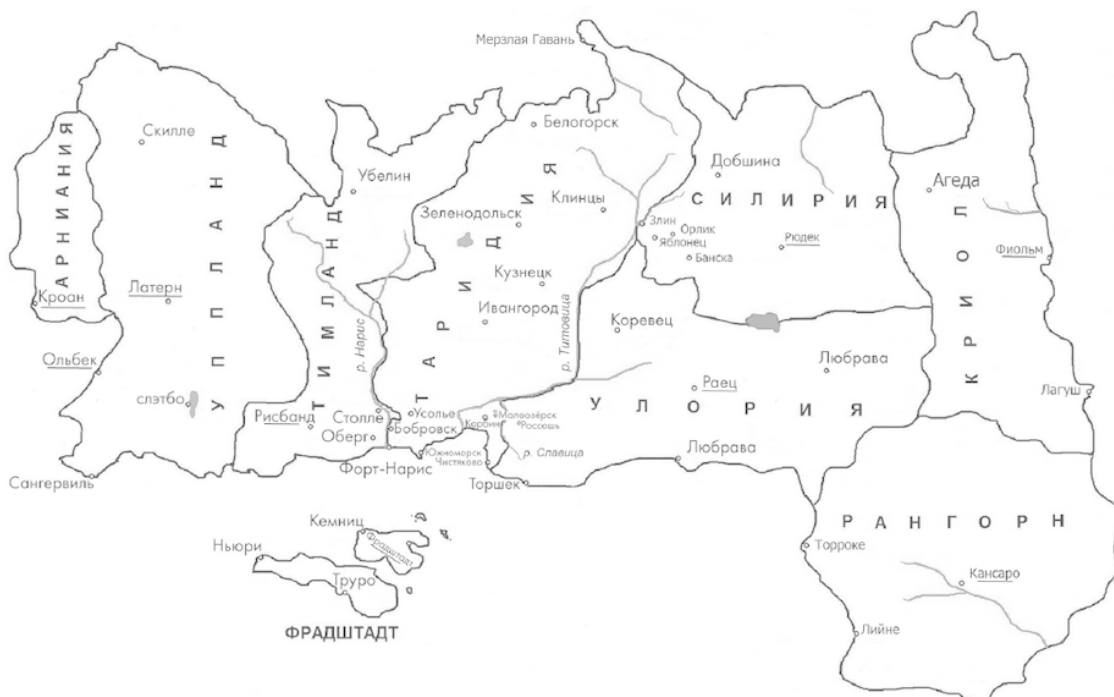 Мерзлая Гавань
Белогорск
Скилле
Добшина
Убелин
АРНИАНИЯ
УППЛАНД
ТИМЛАНД
ТАРИДИЯ
СИЛИРИЯ
КРИОЛ
Агеда
Зеленодольск
Клинцы
Злин
Орлик
Яблонец
Рюдек
Банска
Фиольм
Кузнецк
Кроан
Латерн
Ивангород
Коревец
р. Нарис
р. Титовица
Ольбек
Любрава
Раец
Лагуш
слэтбо
УЛОРИЯ
Рисбанд
Столле
Усолье
Малоозёрск
Корбин
Россошь
Оберг
Бобровск
Южноморск
Чистяково
р. Славица
Любрава
Форт-Нарис
Сангервиль
Торшек
РАНГОРН
Кемниц
Фрадштадт
Ньюри
Торроке
Труро
Кансаро
ФРАДШТАДТ
Лийне